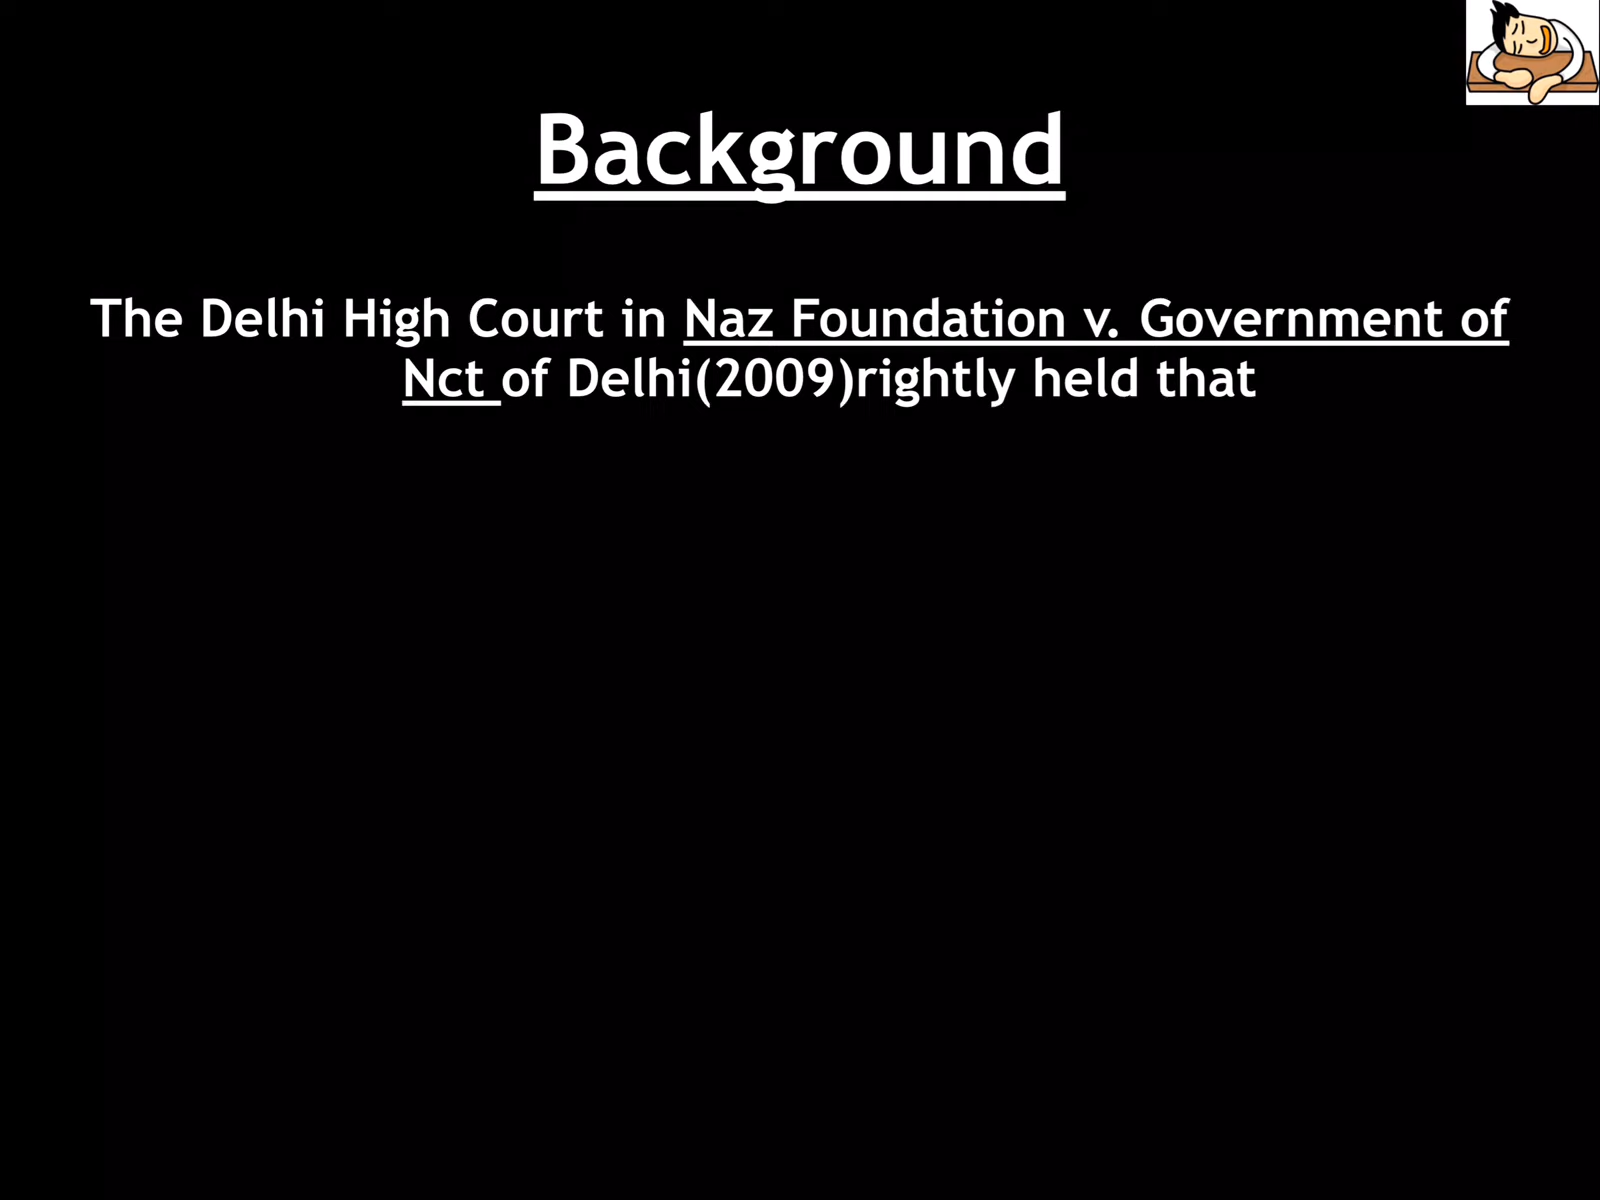 Background
The Delhi High Court in Naz Foundation v. Government of
Nct of Delhi(2009)rightly held that